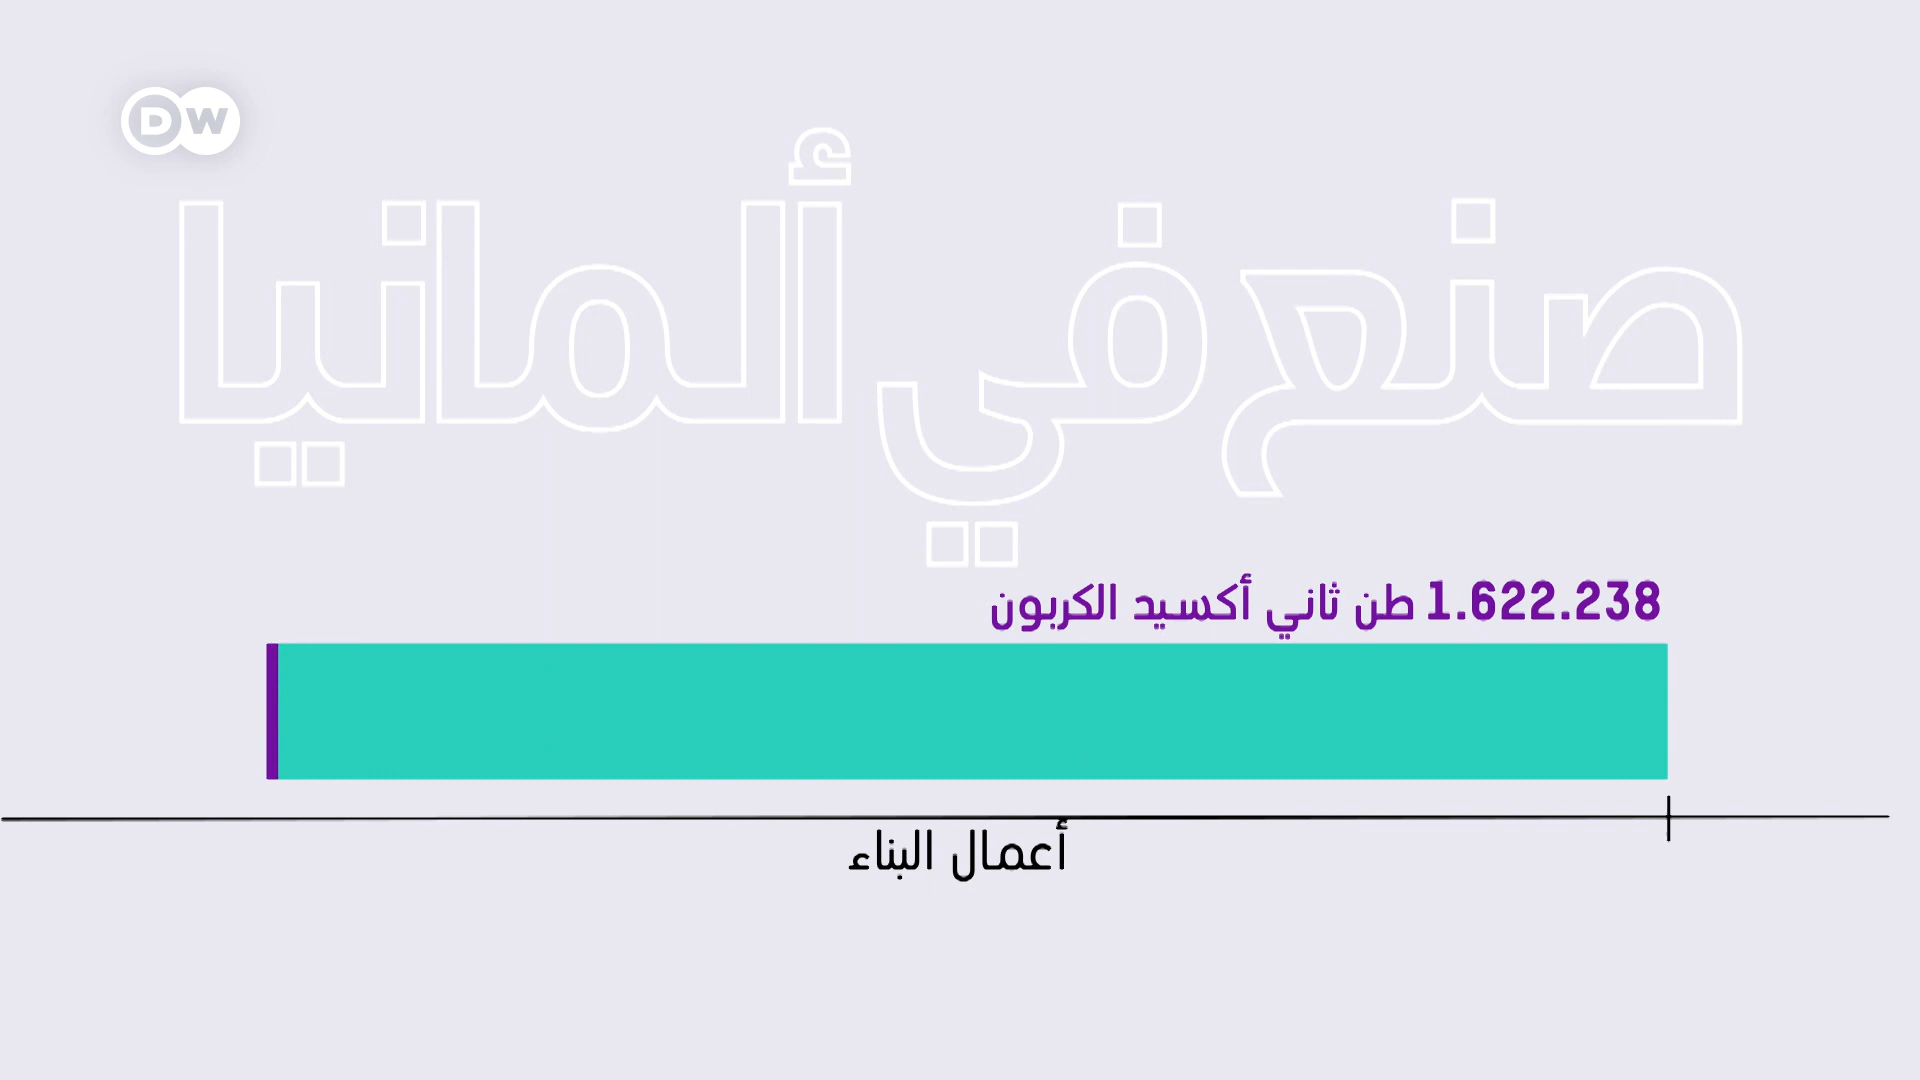 DW
صنع في ألمانيا
1.622.238 طن ثاني أكسيد الكربون
أعمال البناء